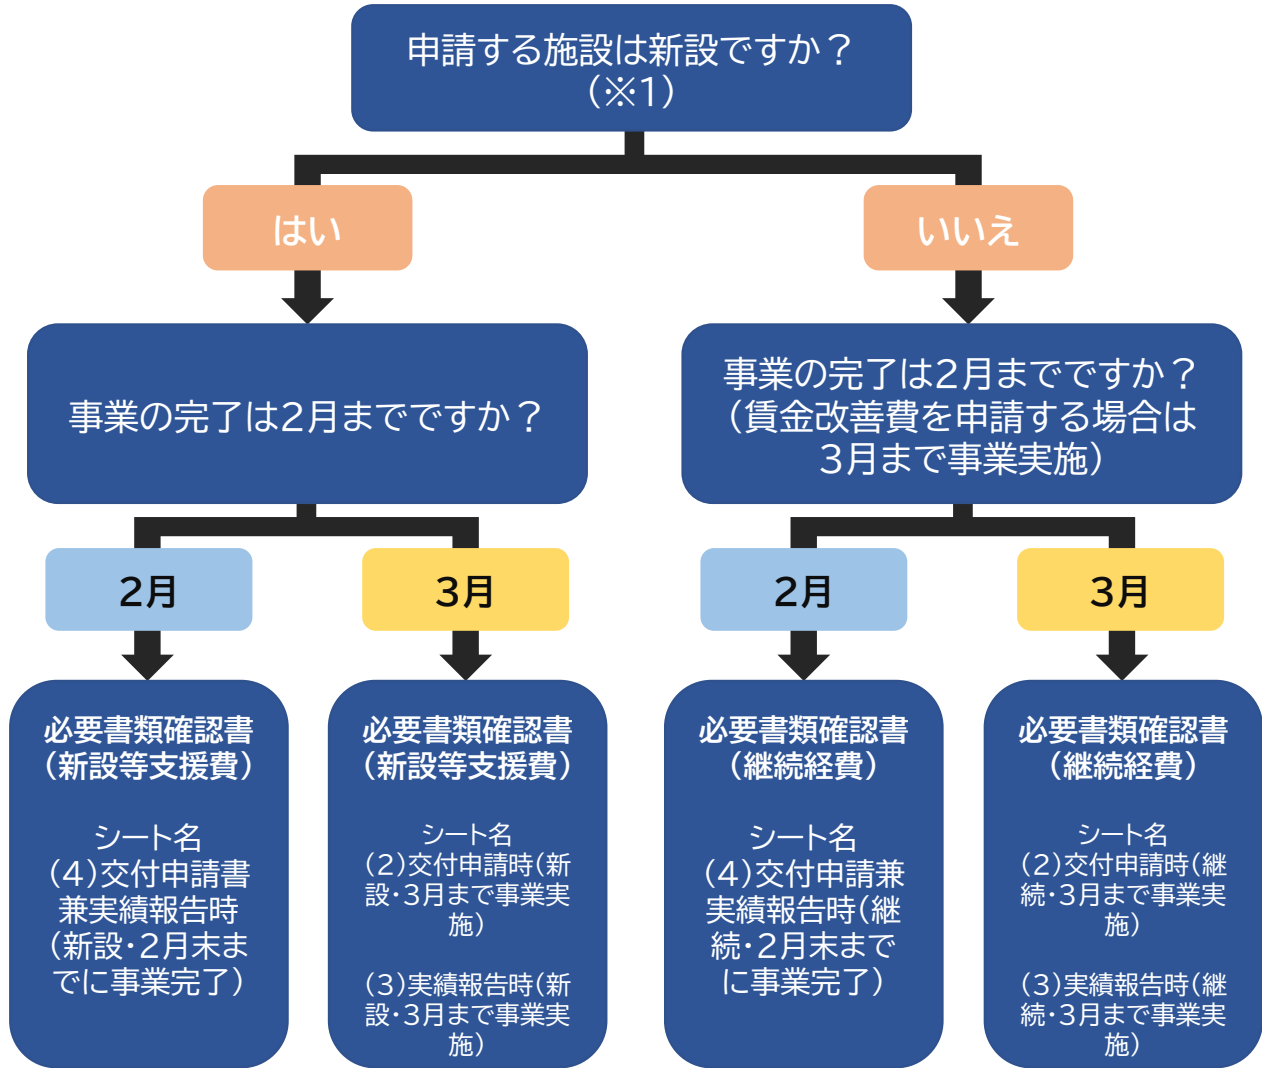 申請する施設は新設ですか？
（※1）
はい
いいえ
事業の完了は2月までですか？
事業の完了は2月までですか？
（賃金改善費を申請する場合は
3月まで事業実施）
2月
3月
2月
3月
必要書類確認書
（新設等支援費）
シート名
（4）交付申請書
兼実績報告時
（新設・2月末ま
でに事業完了）
必要書類確認書
（新設等支援費）
シート名
（2）交付申請時（新
設・3月まで事業実
施）
（3）実績報告時（新
設・3月まで事業実
施）
必要書類確認書
（継続経費）
シート名
（4）交付申請兼
実績報告時（継
続・2月末まで
に事業完了）
必要書類確認書
（継続経費）
シート名
（2）交付申請時（継
続・3月まで事業実
施）
（3）実績報告時（継
続・3月まで事業実
施）